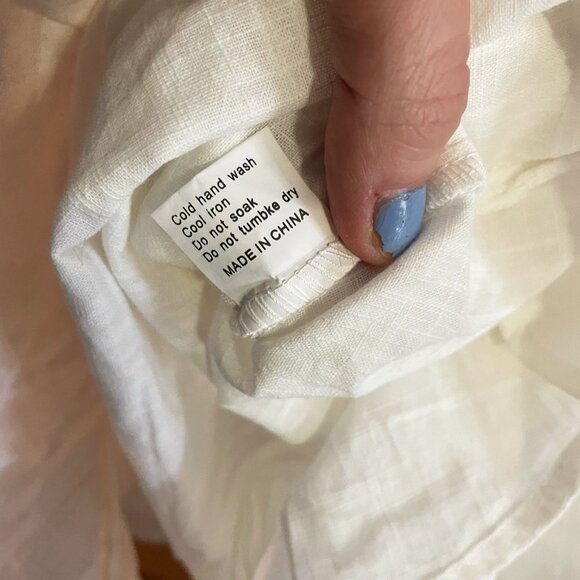 Cold hand wash
Cool iron
Do not soak
Do not tumbke dry
MADE IN CHINA